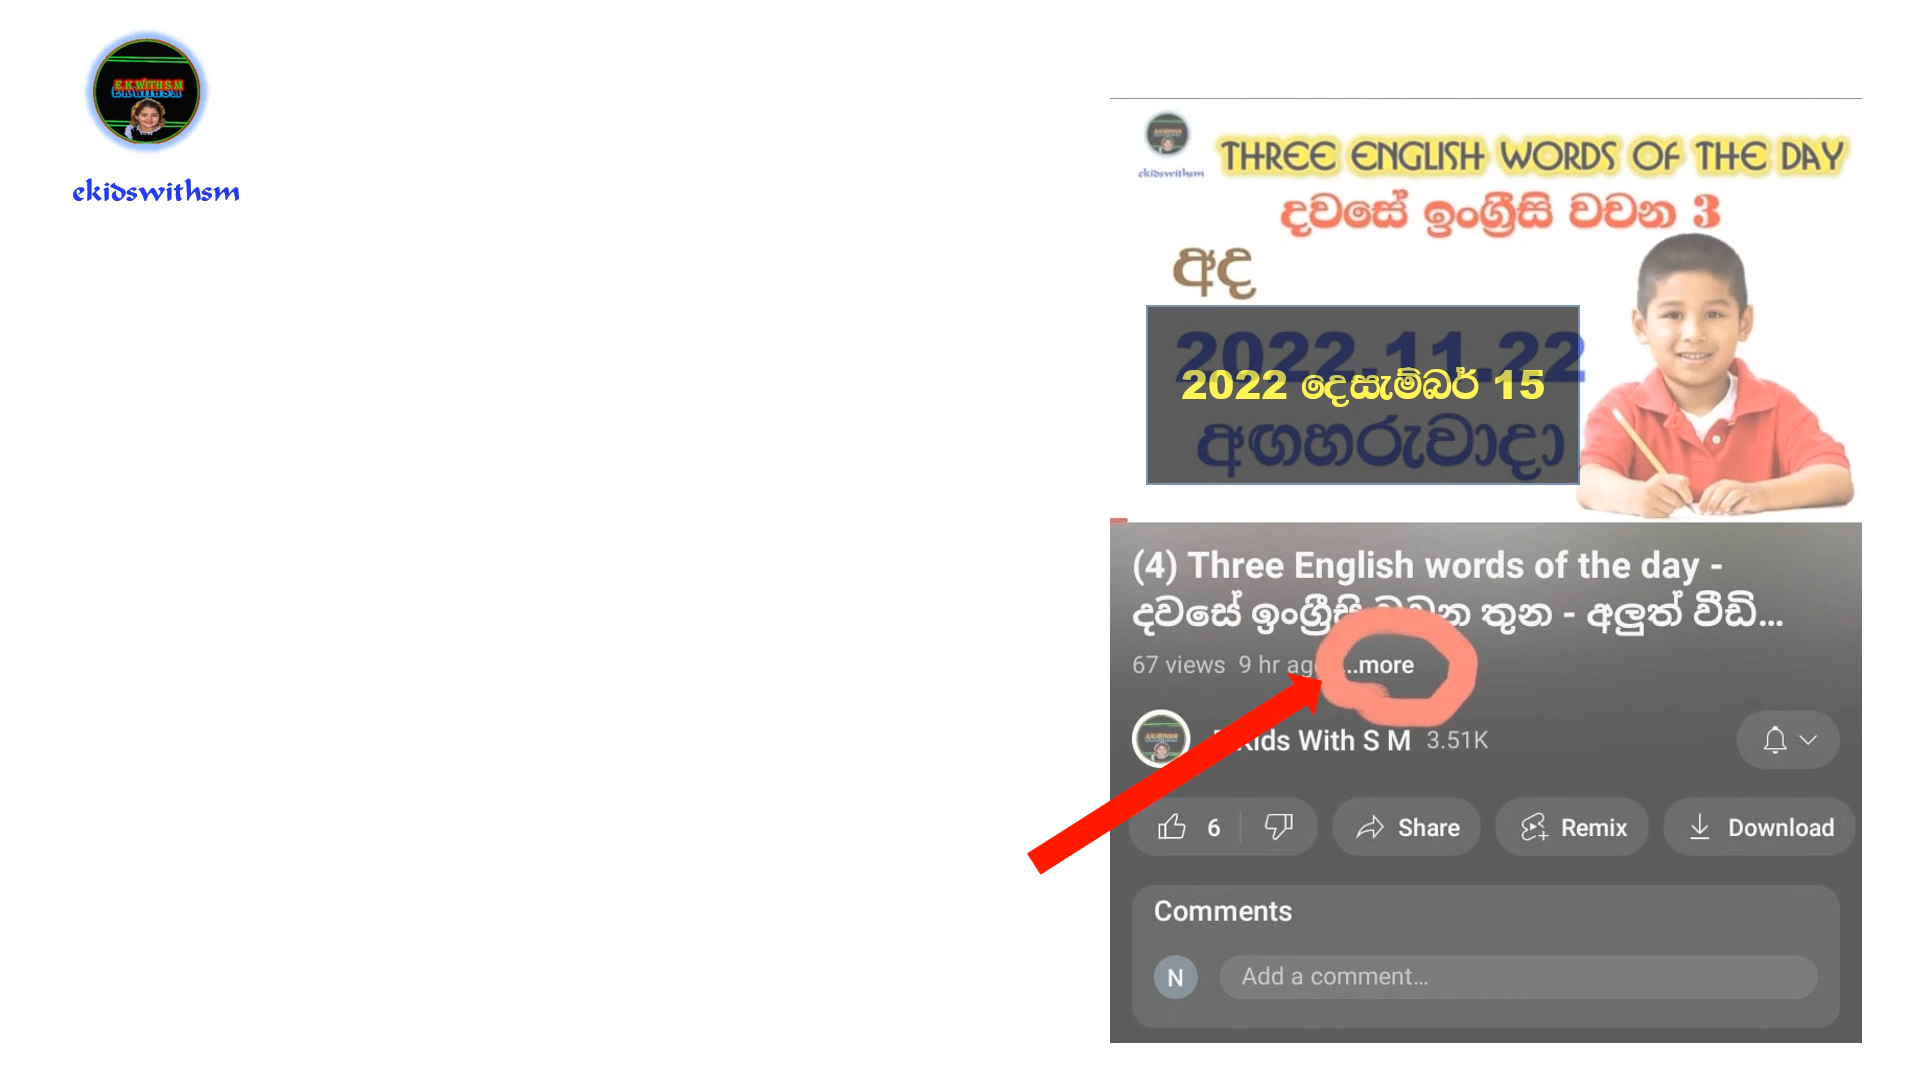 E.K.WITH S M
ekidswithsm
ekidswithsm
THREE ENGLISH WORDS OF THE DAY
දවසේ ඉංග්‍රීසි වචන 3
අද
2022.11.22
2022 දෙසැම්බර් 15
අඟහරුවාදා
(4) Three English words of the day -
දවසේ ඉංග්‍රීසි වචන තුන - අලුත් වීඩි...
67 views 9 hr ago ...more
Kids With S M 3.51K
6 Share Remix Download
Comments
N Add a comment...